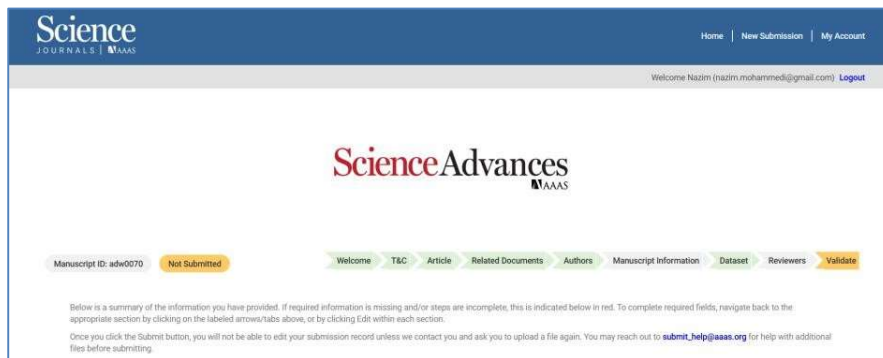 Science
JOURNALS | AAAS
Home | New Submission | My Account
Welcome Nazim (nazim.mohammedi@gmail.com) Logout
ScienceAdvances
AAAS
Manuscript ID: adw0070 Not Submitted Welcome T&C Article Related Documents Authors Manuscript Information Dataset Reviewers Validate
Below is a summary of the information you have provided. If required information is missing and/or steps are incomplete, this is indicated below in red. To complete required fields, navigate back to the
appropriate section by clicking on the labeled arrows/tabs above, or by clicking Edit within each section.
Once you click the Submit button, you will not be able to edit your submission record unless we contact you and ask you to upload a file again. You may reach out to submit_help@aaas.org for help with additional
files before submitting.